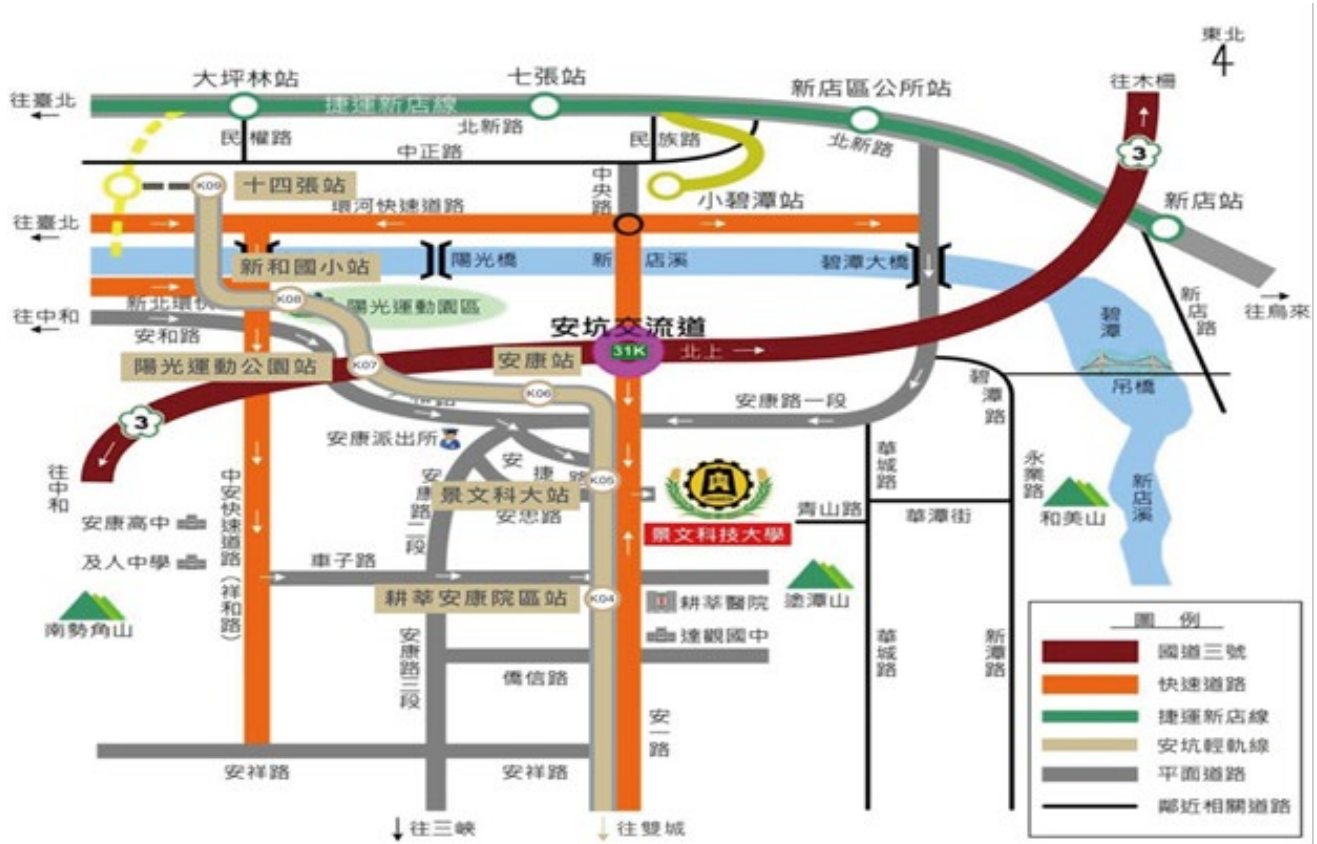 東北
4
往木柵
大坪林站
七張站
新店區公所站
往臺北
捷運新店線
北新路
北新路
民權路
民族路
中正路
3
K09
十四張站
中央路
小碧潭站
新店站
環河快速道路
往臺北
新和國小站
陽光橋
新店溪
碧潭大橋
K08
陽光運動園區
新北環快
往中和
安和路
安坑交流道
碧潭
新店路
往烏來
陽光運動公園站
K07
安康站
31K
北上
K06
碧潭路
吊橋
3
安康路一段
安康派出所
往中和
安康路二段
安捷路
K05
景文科大站
安忠路
景文科技大學
華城路
青山路
華潭街
永業路
和美山
新店溪
安康高中
及人中學
中安快速道路(祥和路)
車子路
耕莘安康院區站
K04
耕莘醫院
達觀國中
塗潭山
南勢角山
安康路三段
僑信路
安一路
華城路
新潭路
安祥路
安祥路
往三峽
往雙城
圖 例
國道三號
快速道路
捷運新店線
安坑輕軌線
平面道路
鄰近相關道路